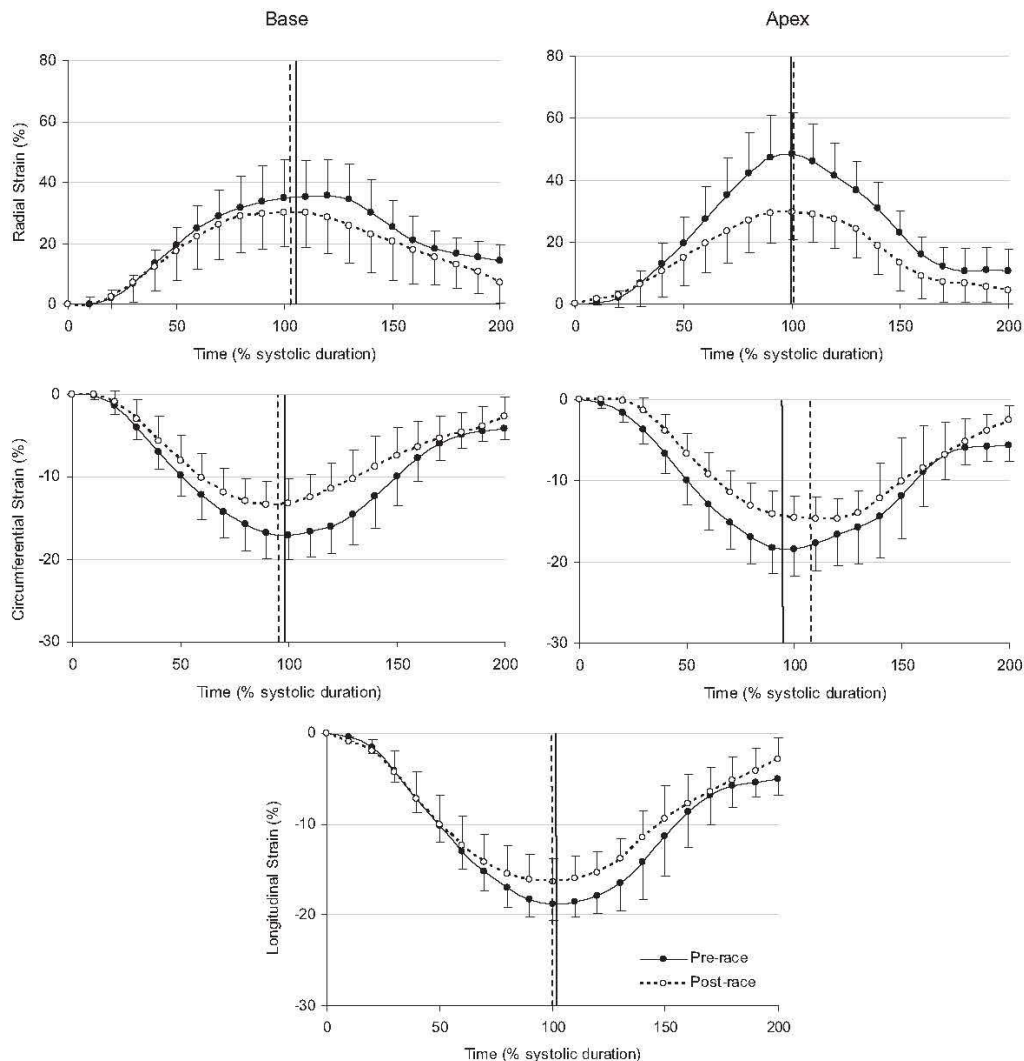 Base
Apex
Radial Strain (%)
80
60
40
20
0
0 50 100 150 200
Time (% systolic duration)
80
60
40
20
0
0 50 100 150 200
Time (% systolic duration)
Circumferential Strain (%)
0
-10
-20
-30
0 50 100 150 200
Time (% systolic duration)
0
-10
-20
-30
0 50 100 150 200
Time (% systolic duration)
Longitudinal Strain (%)
0
-10
-20
-30
Pre-race
Post-race
0 50 100 150 200
Time (% systolic duration)